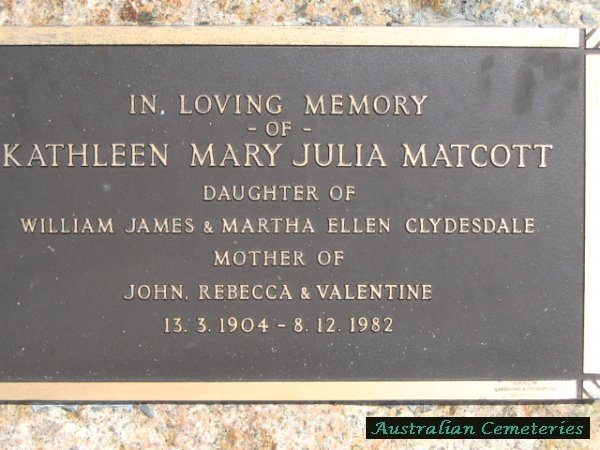 IN LOVING MEMORY
- OF -
KATHLEEN MARY JULIA MATCOTT
DAUGHTER OF
WILLIAM JAMES & MARTHA ELLEN CLYDESDALE
MOTHER OF
JOHN, REBECCA & VALENTINE
13. 3. 1904 - 8. 12. 1982
Australian Cemeteries